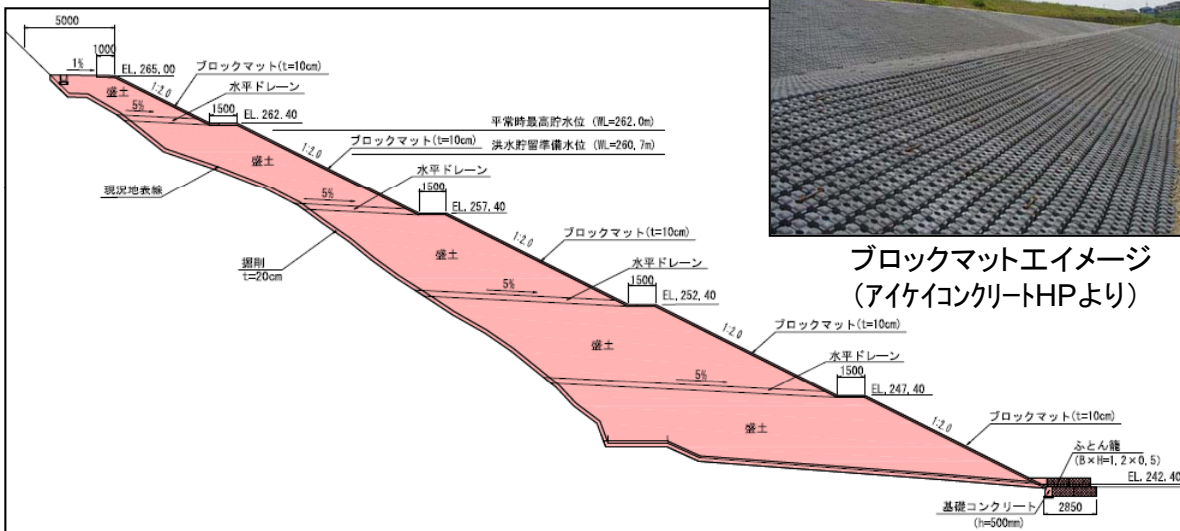 5000
1000
1%
EL.265.00
ブロックマット(t=10cm)
1:2.0
水平ドレーン
盛土
5%
1500
EL.262.40
平常時最高貯水位 (WL=262.0m)
ブロックマット(t=10cm)
洪水貯留準備水位 (WL=260.7m)
1:2.0
盛土
水平ドレーン
現況地表線
5%
1500
EL.257.40
ブロックマット(t=10cm)
1:2.0
盛土
掘削
t=20cm
水平ドレーン
5%
1500
EL.252.40
ブロックマット(t=10cm)
1:2.0
盛土
水平ドレーン
5%
1500
EL.247.40
ブロックマット(t=10cm)
1:2.0
盛土
ふとん籠
(B×H=1.2×0.5)
EL.242.40
基礎コンクリート
(h=500mm)
2850
ブロックマット工イメージ
(アイケイコンクリートHPより)